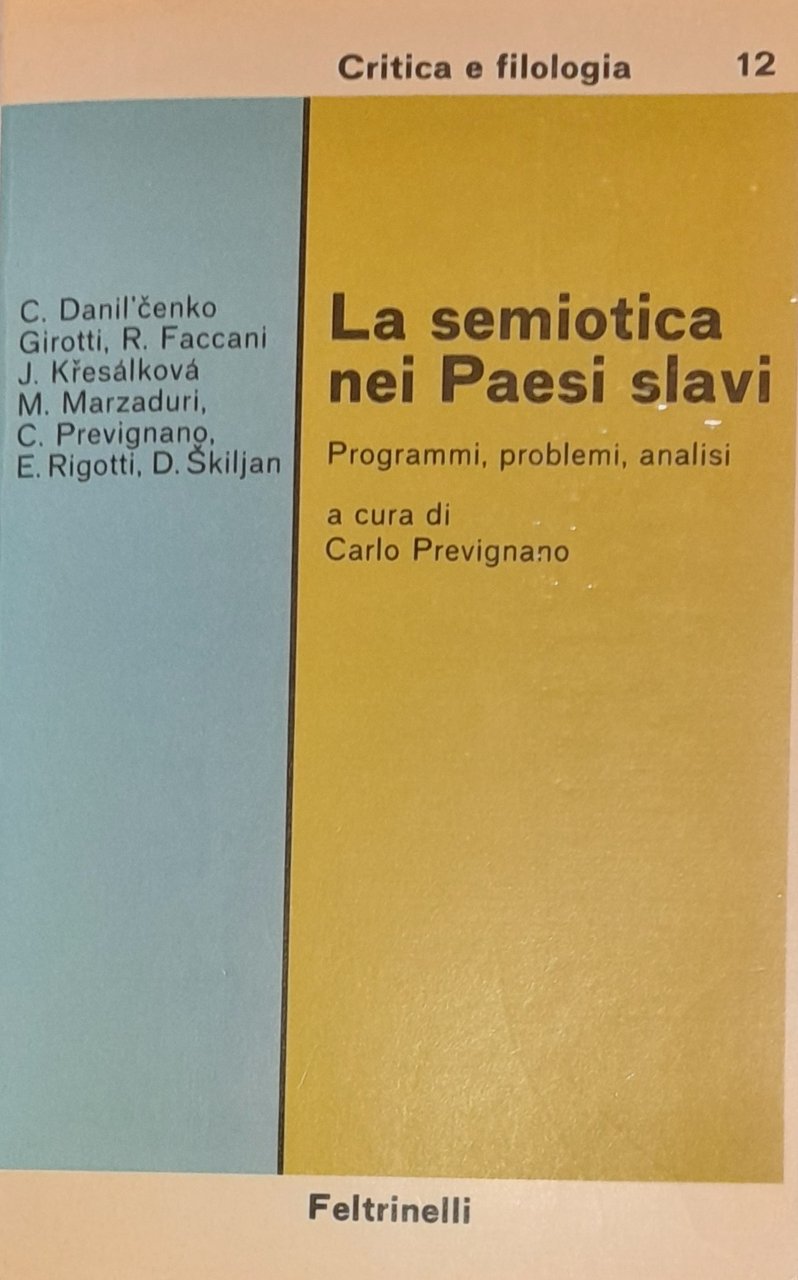 Critica e filologia 12
C. Danil'čenko
Girotti, R. Faccani
J. Křesálková
M. Marzaduri,
C. Prevignano,
E. Rigotti, D. Škiljan
La semiotica
nei Paesi slavi
Programmi, problemi, analisi
a cura di
Carlo Prevignano
Feltrinelli